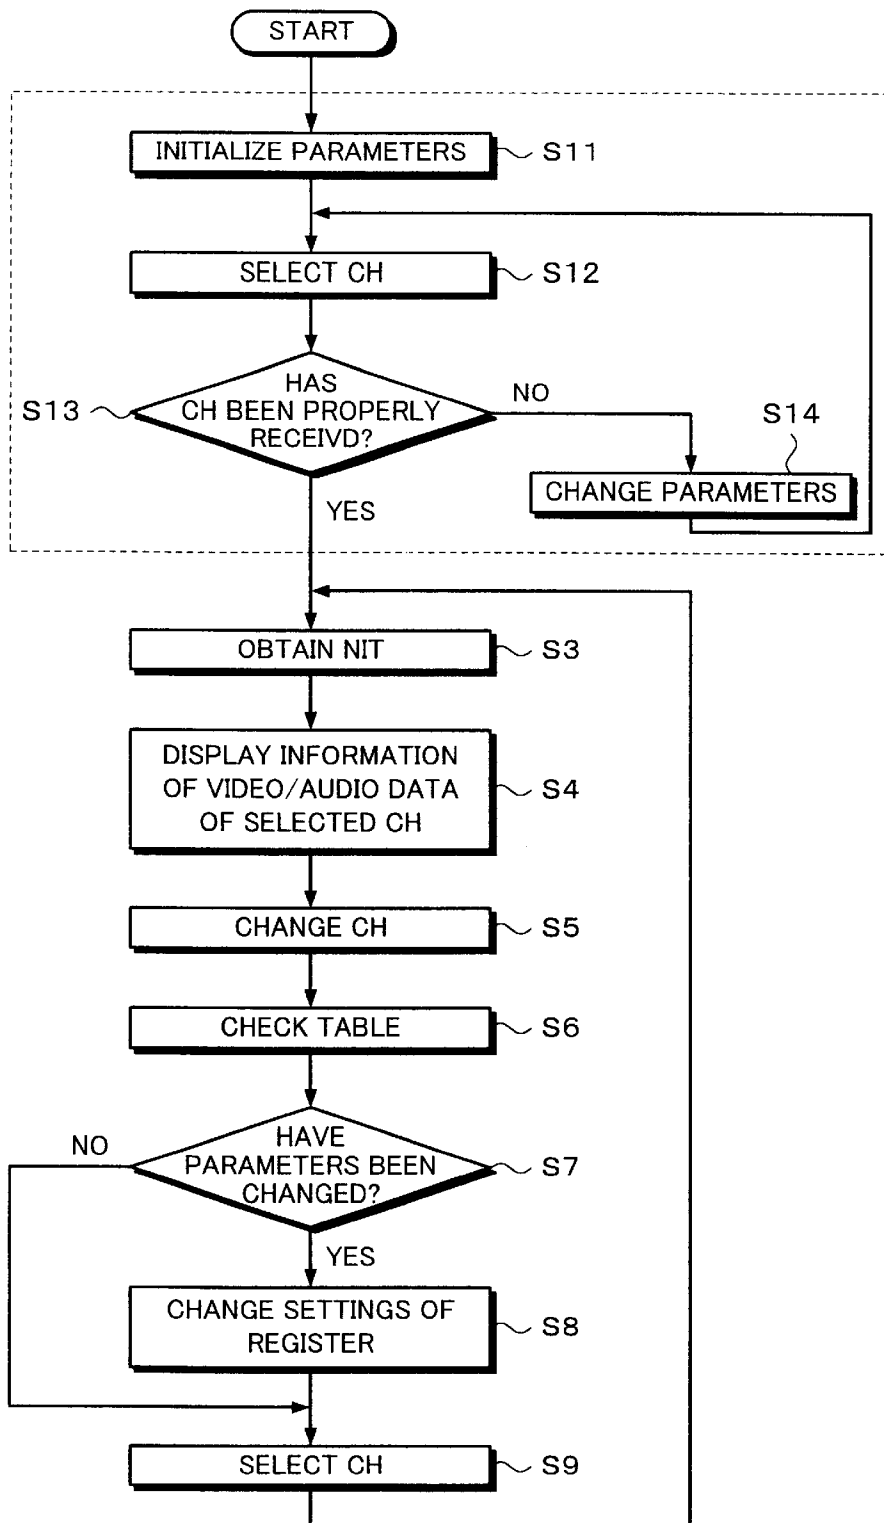 START
INITIALIZE PARAMETERS
S11
SELECT CH
S12
HAS
CH BEEN PROPERLY
RECEIVD?
S13
NO
S14
CHANGE PARAMETERS
YES
OBTAIN NIT
S3
DISPLAY INFORMATION
OF VIDEO/AUDIO DATA
OF SELECTED CH
S4
CHANGE CH
S5
CHECK TABLE
S6
NO
HAVE
PARAMETERS BEEN
CHANGED?
S7
YES
CHANGE SETTINGS OF
REGISTER
S8
SELECT CH
S9